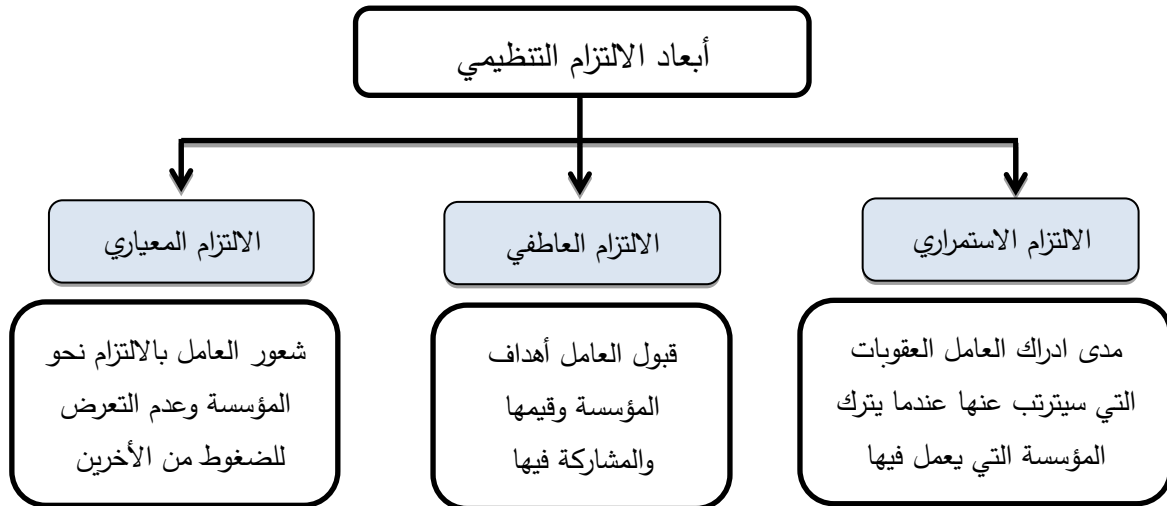 أبعاد الالتزام التنظيمي
الالتزام الاستمراري
مدى ادراك العامل العقوبات
التي سيترتب عنها عندما يترك
المؤسسة التي يعمل فيها
الالتزام العاطفي
قبول العامل أهداف
المؤسسة وقيمها
والمشاركة فيها
الالتزام المعياري
شعور العامل بالالتزام نحو
المؤسسة وعدم التعرض
للضغوط من الأخرين